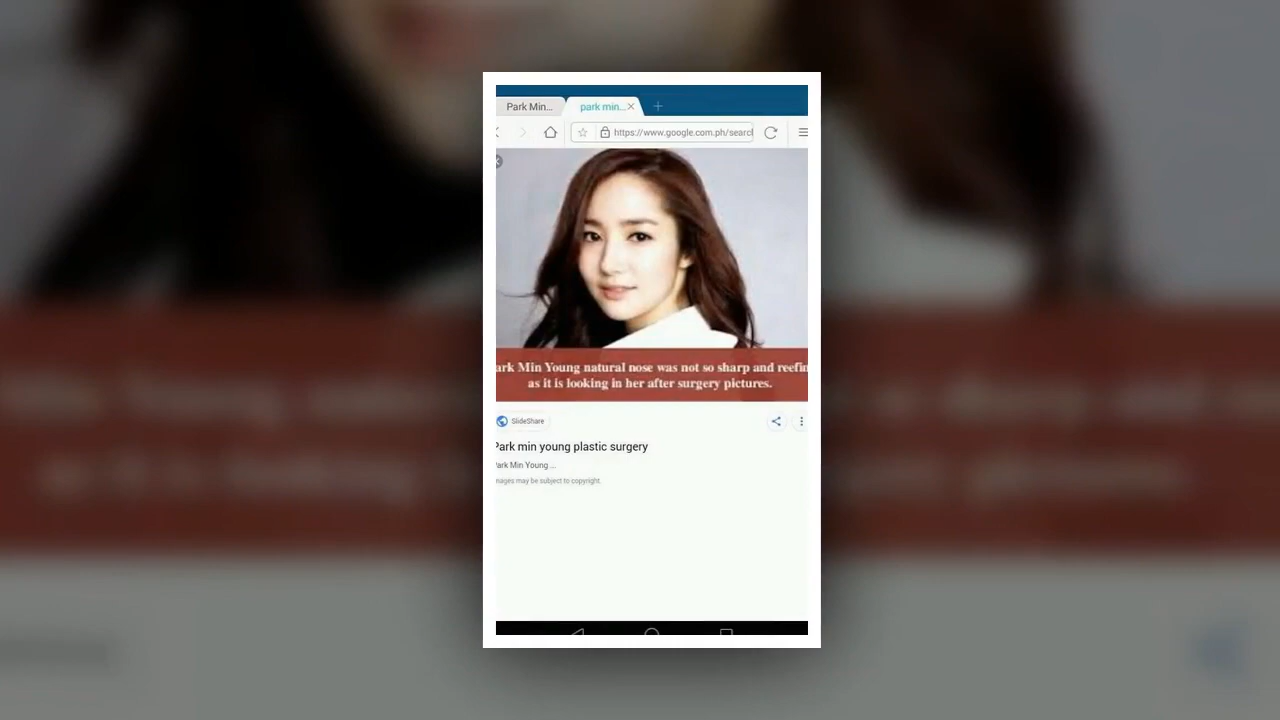 Park Min...
park min...
https://www.google.com.ph/searc
ark Min Young natural nose was not so sharp and reefin
as it is looking in her after surgery pictures.
SlideShare
Park min young plastic surgery
Park Min Young ...
mages may be subject to copyright.